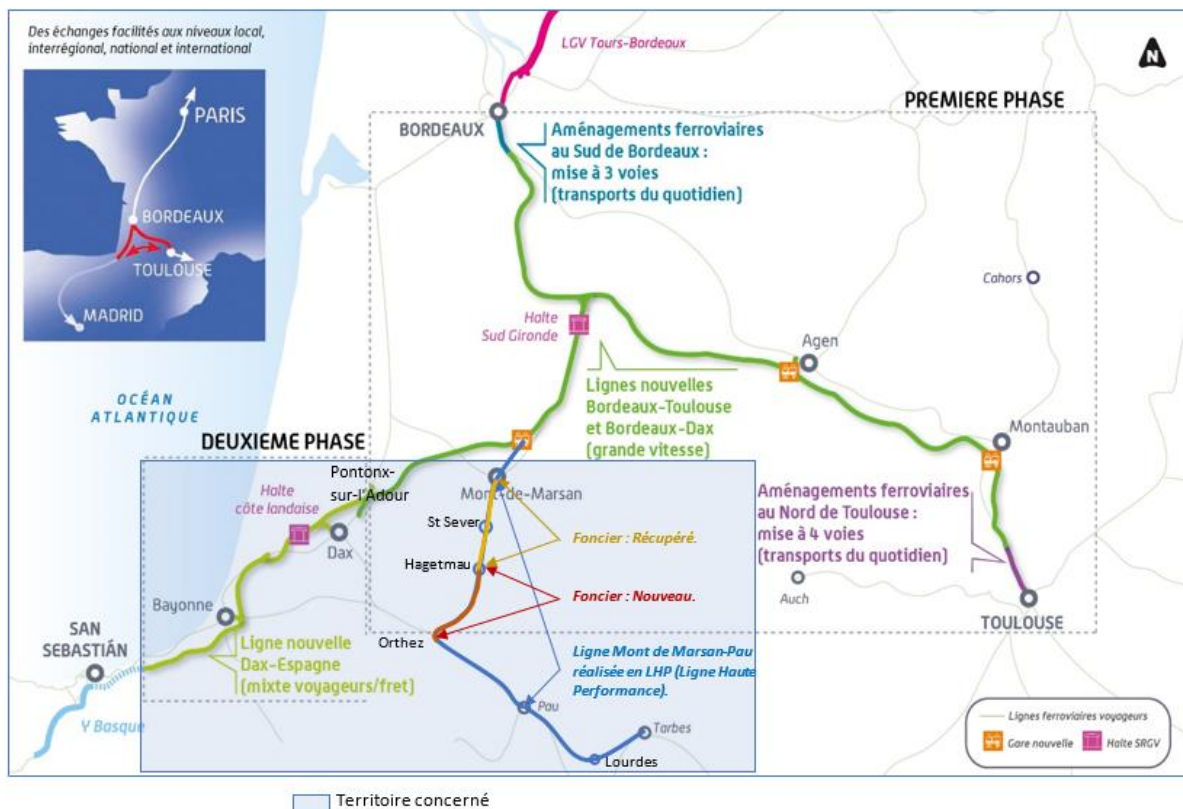 Des échanges facilités aux niveaux local,
interrégional, national et international
PARIS
BORDEAUX
TOULOUSE
MADRID
LGV Tours-Bordeaux
N
PREMIERE PHASE
BORDEAUX
Aménagements ferroviaires
au Sud de Bordeaux :
mise à 3 voies
(transports du quotidien)
Cahors
Halte
Sud Gironde
Agen
Lignes nouvelles
Bordeaux-Toulouse
et Bordeaux-Dax
(grande vitesse)
OCÉAN
ATLANTIQUE
DEUXIEME PHASE
Montauban
Pontonx-
sur-l'Adour
Mont-de-Marsan
Halte
côte landaise
Dax
St Sever
Foncier : Récupéré.
Aménagements ferroviaires
au Nord de Toulouse :
mise à 4 voies
(transports du quotidien)
Hagetmau
Foncier : Nouveau.
Auch
TOULOUSE
Bayonne
Orthez
SAN
SEBASTIÁN
Ligne nouvelle
Dax-Espagne
(mixte voyageurs/fret)
Ligne Mont de Marsan-Pau
réalisée en LHP (Ligne Haute
Performance).
Y Basque
Pau
Tarbes
Lourdes
Lignes ferroviaires voyageurs
Gare nouvelle
Halte SRGV
Territoire concerné